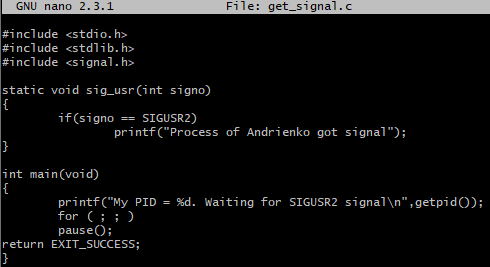 GNU nano 2.3.1 File: get_signal.c
#include <stdio.h>
#include <stdlib.h>
#include <signal.h>
static void sig_usr(int signo)
{
if(signo == SIGUSR2)
printf("Process of Andrienko got signal");
}
int main(void)
{
printf("My PID = %d. Waiting for SIGUSR2 signal\n",getpid());
for ( ; ; )
pause();
return EXIT_SUCCESS;
}